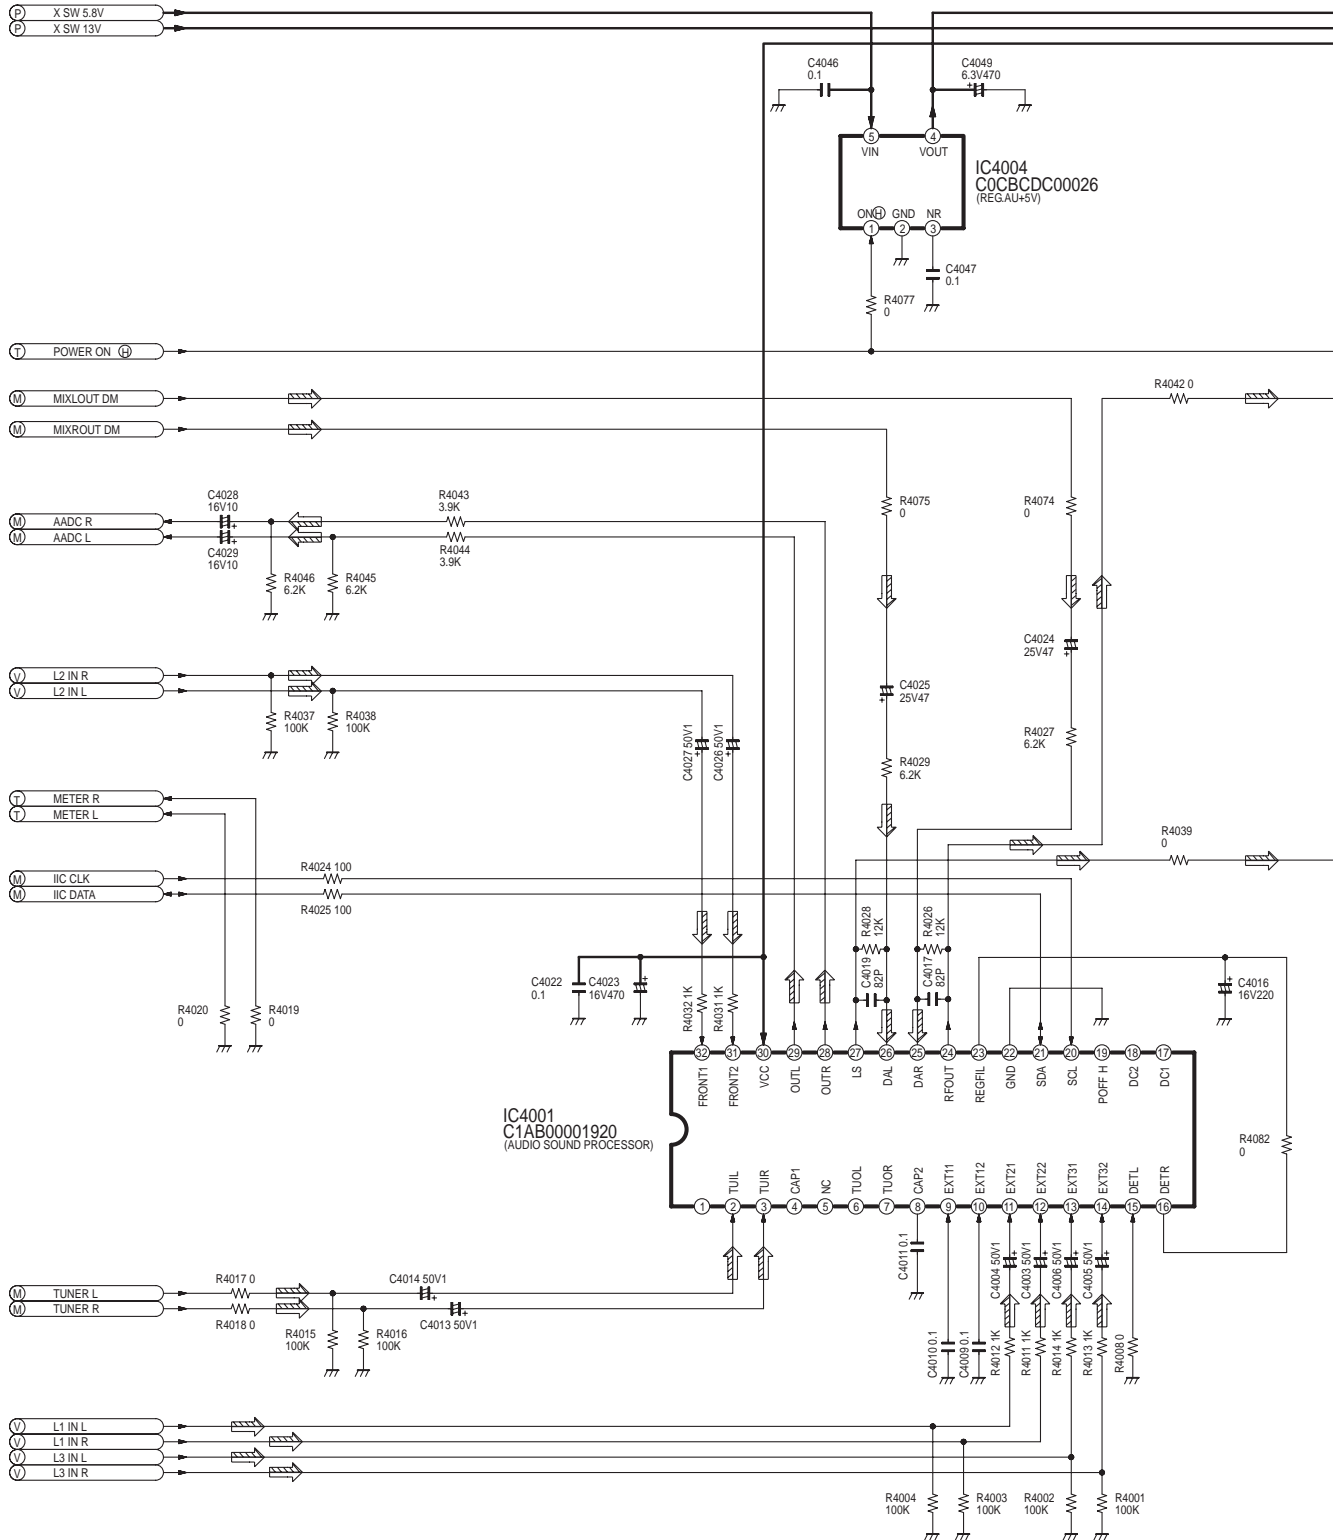 P X SW 5.8V
P X SW 13V
C4046
0.1
C4049
6.3V470
+
5
4
VIN
VOUT
IC4004
C0CBCDC00026
(REG.AU+5V)
ON H
GND
NR
1
2
3
C4047
0.1
R4077
0
T POWER ON H
M MIXLOUT DM
M MIXROUT DM
R4042 0
C4028
16V10
R4043
3.9K
R4075
0
R4074
0
M AADC R
M AADC L
+
+
C4029
16V10
R4044
3.9K
R4046
6.2K
R4045
6.2K
C4024
25V47
+
V L2 IN R
V L2 IN L
C4025
25V47
+
R4037
100K
R4038
100K
C4027 50V1
+
C4026 50V1
+
R4027
6.2K
R4029
6.2K
T METER R
T METER L
R4039
0
M IIC CLK
M IIC DATA
R4024 100
R4025 100
R4028
12K
R4026
12K
C4019
82P
C4017
82P
C4022
0.1
C4023
16V470
+
C4016
16V220
+
R4020
0
R4019
0
R4032 1K
R4031 1K
32
31
30
29
28
27
26
25
24
23
22
21
20
19
18
17
FRONT1
FRONT2
VCC
OUTL
OUTR
LS
DAL
DAR
RFOUT
REGFIL
GND
SDA
SCL
POFF H
DC2
DC1
IC4001
C1AB00001920
(AUDIO SOUND PROCESSOR)
R4082
0
TUIL
TUIR
CAP1
NC
TUOL
TUOR
CAP2
EXT11
EXT12
EXT21
EXT22
EXT31
EXT32
DETL
DETR
1
2
3
4
5
6
7
8
9
10
11
12
13
14
15
16
C4011 0.1
C4004 50V1
+
C4003 50V1
+
C4006 50V1
+
C4005 50V1
+
M TUNER L
M TUNER R
R4017 0
R4018 0
C4014 50V1
+
C4013 50V1
+
R4015
100K
R4016
100K
C4010 0.1
C4009 0.1
R4012 1K
R4011 1K
R4014 1K
R4013 1K
R4008 0
V L1 IN L
V L1 IN R
V L3 IN L
V L3 IN R
R4004
100K
R4003
100K
R4002
100K
R4001
100K